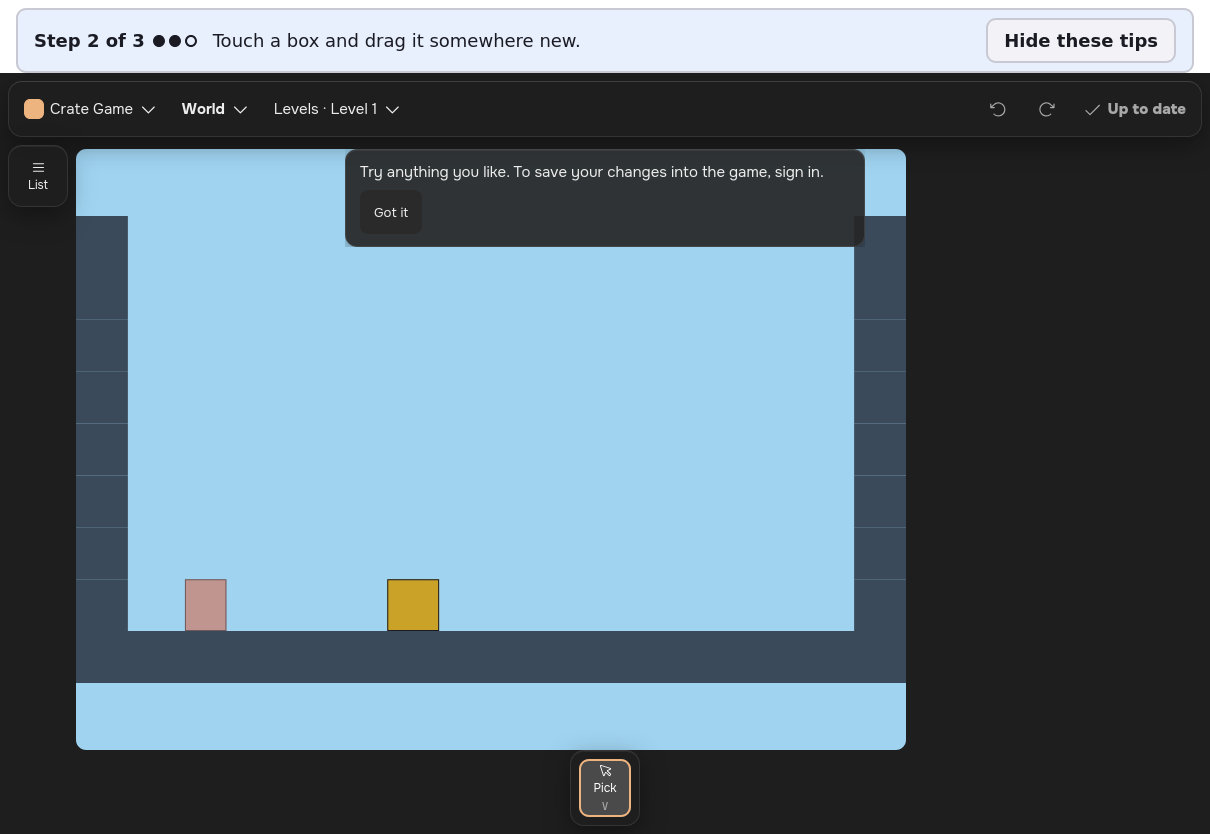 Step 2 of 3 Touch a box and drag it somewhere new. Hide these tips
Crate Game World Levels · Level 1 Up to date
List
Try anything you like. To save your changes into the game, sign in.
Got it
Pick
V